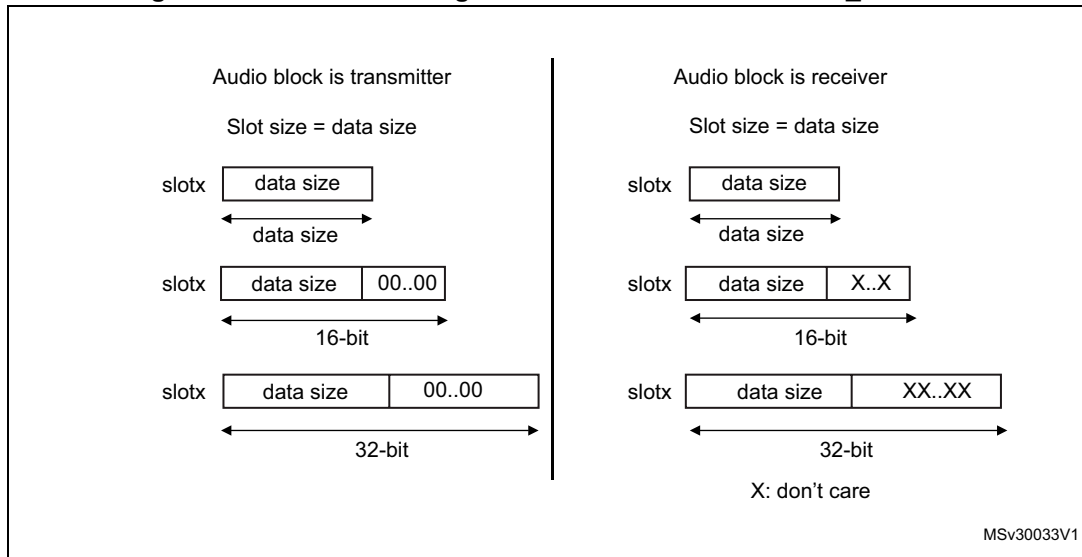 Audio block is transmitter
Slot size = data size
slotx data size
data size
slotx data size 00..00
16-bit
slotx data size 00..00
32-bit
Audio block is receiver
Slot size = data size
slotx data size
data size
slotx data size X..X
16-bit
slotx data size XX..XX
32-bit
X: don't care
MSv30033V1